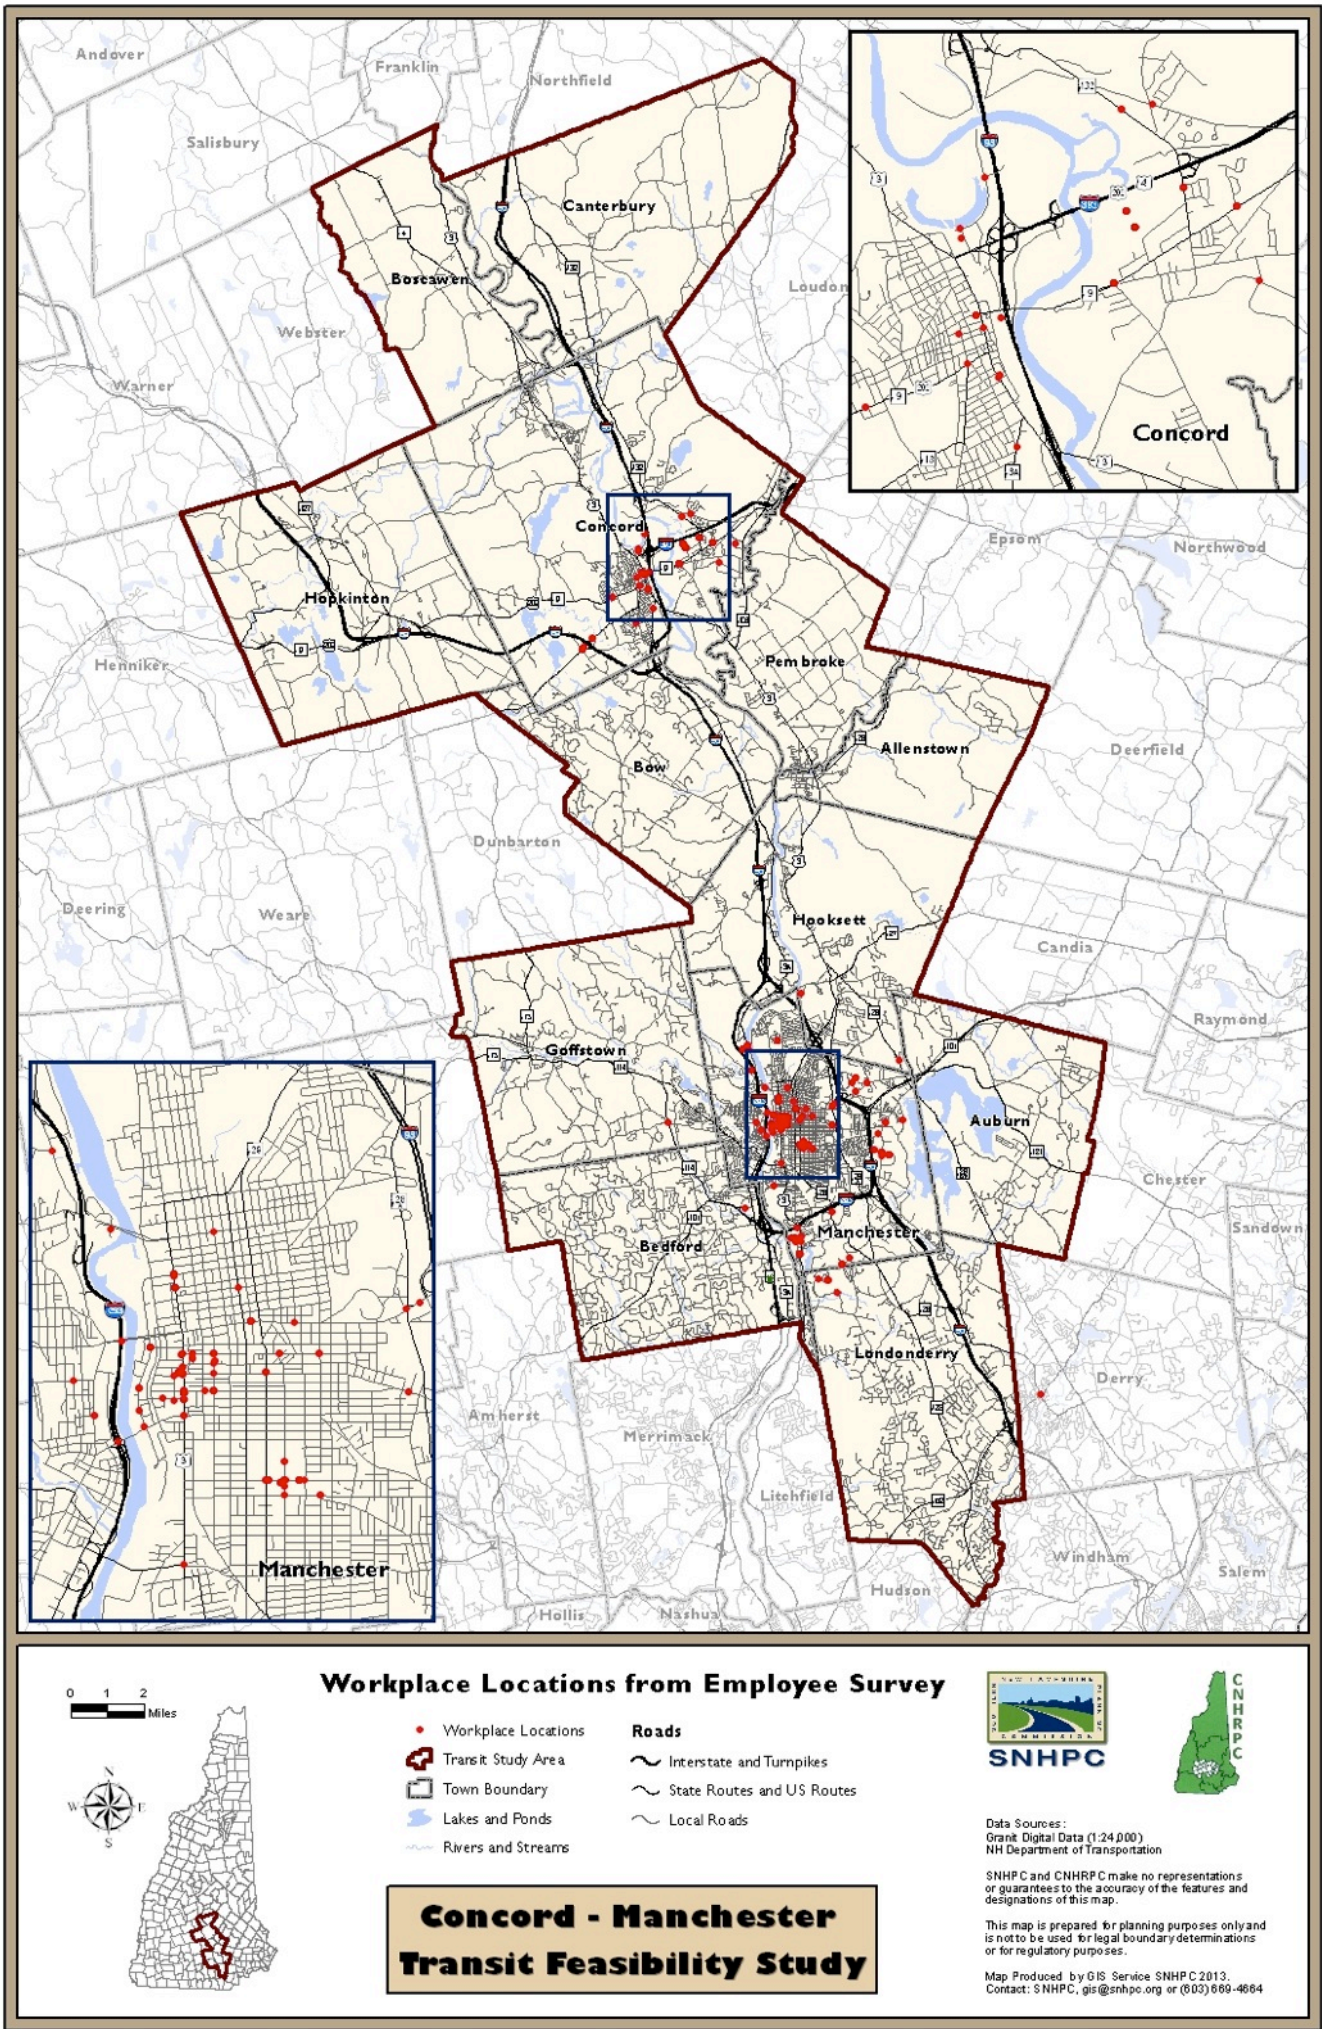 Andover
Franklin
Northfield
Salisbury
Canterbury
Boscawen
Loudon
Webster
Warner
Concord
Concord
Epsom
Northwood
Hopkinton
Henniker
Pembroke
Allenstown
Deerfield
Bow
Dunbarton
Deering
Weare
Hooksett
Candia
Raymond
Goffstown
Auburn
Chester
Sandown
Manchester
Bedford
Londonderry
Derry
Amherst
Merrimack
Litchfield
Manchester
Windham
Salem
Hudson
Hollis
Nashua
Workplace Locations from Employee Survey
0 1 2
Miles
N
W E
S
Workplace Locations
Transit Study Area
Town Boundary
Lakes and Ponds
Rivers and Streams
Roads
Interstate and Turnpikes
State Routes and US Routes
Local Roads
Concord - Manchester
Transit Feasibility Study
SNHPC
CNHRPC
Data Sources:
Granit Digital Data (1:24,000)
NH Department of Transportation
SNHPC and CNHRPC make no representations
or guarantees to the accuracy of the features and
designations of this map.
This map is prepared for planning purposes only and
is not to be used for legal boundary determinations
or for regulatory purposes.
Map Produced by GIS Service SNHPC 2013.
Contact: SNHPC, gis@snhpc.org or (603) 669-4664